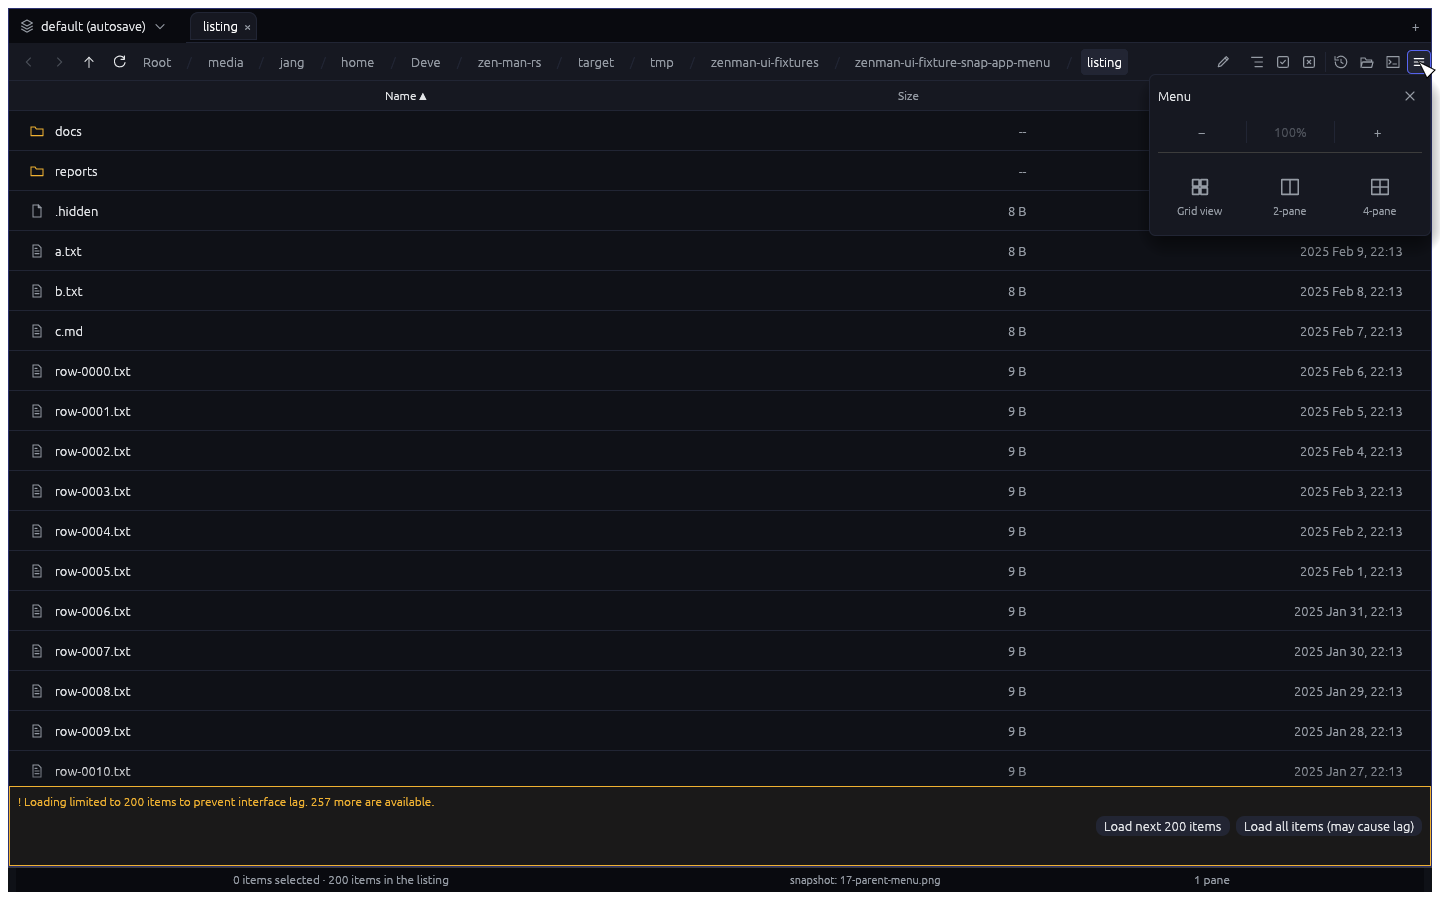 default (autosave)
listing ×
+
Root / media / jang / home / Deve / zen-man-rs / target / tmp / zenman-ui-fixtures / zenman-ui-fixture-snap-app-menu / listing
Name ▲ Size
Menu
− 100% +
Grid view 2-pane 4-pane
docs --
reports --
.hidden 8 B
a.txt 8 B 2025 Feb 9, 22:13
b.txt 8 B 2025 Feb 8, 22:13
c.md 8 B 2025 Feb 7, 22:13
row-0000.txt 9 B 2025 Feb 6, 22:13
row-0001.txt 9 B 2025 Feb 5, 22:13
row-0002.txt 9 B 2025 Feb 4, 22:13
row-0003.txt 9 B 2025 Feb 3, 22:13
row-0004.txt 9 B 2025 Feb 2, 22:13
row-0005.txt 9 B 2025 Feb 1, 22:13
row-0006.txt 9 B 2025 Jan 31, 22:13
row-0007.txt 9 B 2025 Jan 30, 22:13
row-0008.txt 9 B 2025 Jan 29, 22:13
row-0009.txt 9 B 2025 Jan 28, 22:13
row-0010.txt 9 B 2025 Jan 27, 22:13
! Loading limited to 200 items to prevent interface lag. 257 more are available.
Load next 200 items Load all items (may cause lag)
0 items selected · 200 items in the listing snapshot: 17-parent-menu.png 1 pane